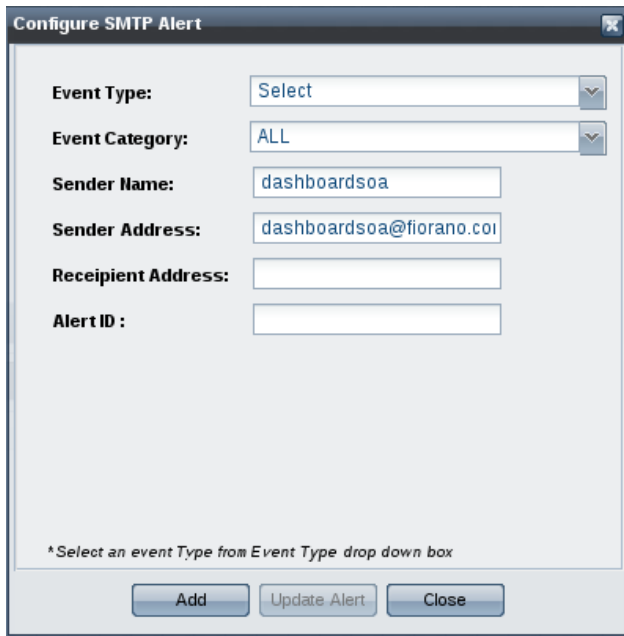 Configure SMTP Alert
Event Type: Select
Event Category: ALL
Sender Name: dashboardsoa
Sender Address: dashboardsoa@fiorano.co
Receipient Address:
Alert ID :
*Select an event Type from Event Type drop down box
Add Update Alert Close